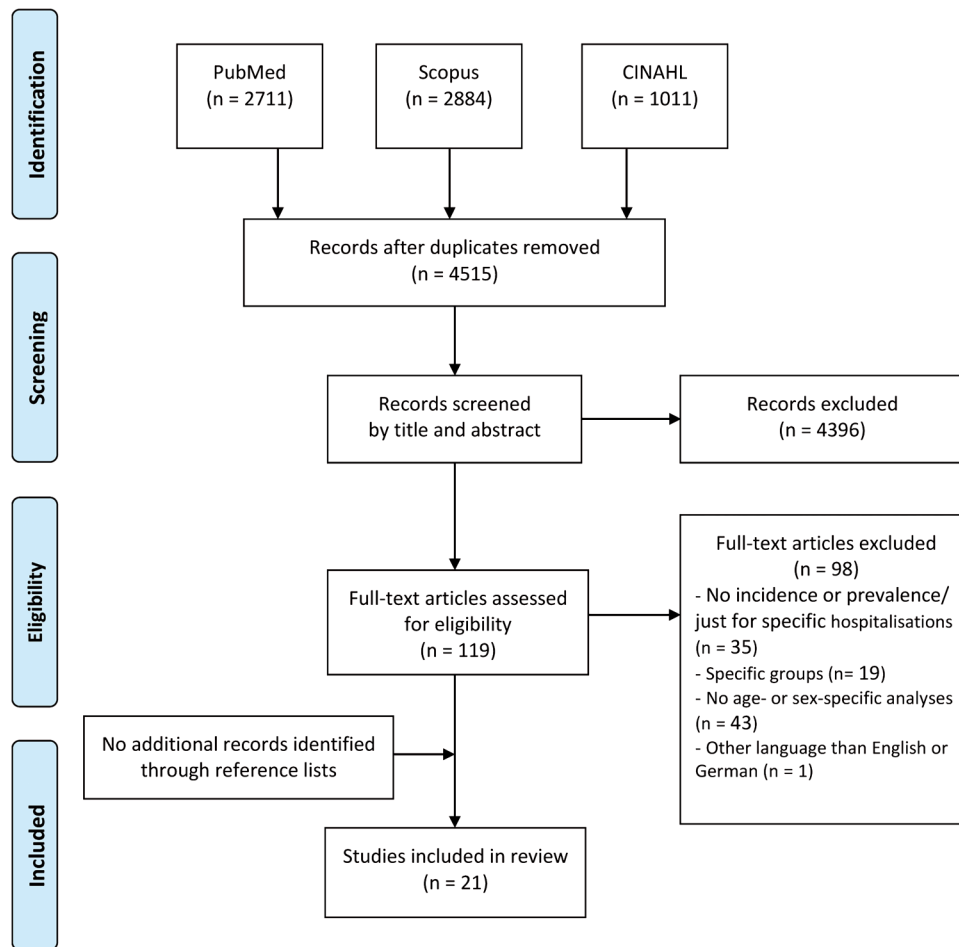 Identification
PubMed
(n = 2711)
Scopus
(n = 2884)
CINAHL
(n = 1011)
Records after duplicates removed
(n = 4515)
Screening
Records screened
by title and abstract
Records excluded
(n = 4396)
Eligibility
Full-text articles assessed
for eligibility
(n = 119)
Full-text articles excluded
(n = 98)
- No incidence or prevalence/
just for specific hospitalisations
(n = 35)
- Specific groups (n= 19)
- No age- or sex-specific analyses
(n = 43)
- Other language than English or
German (n = 1)
No additional records identified
through reference lists
Included
Studies included in review
(n = 21)